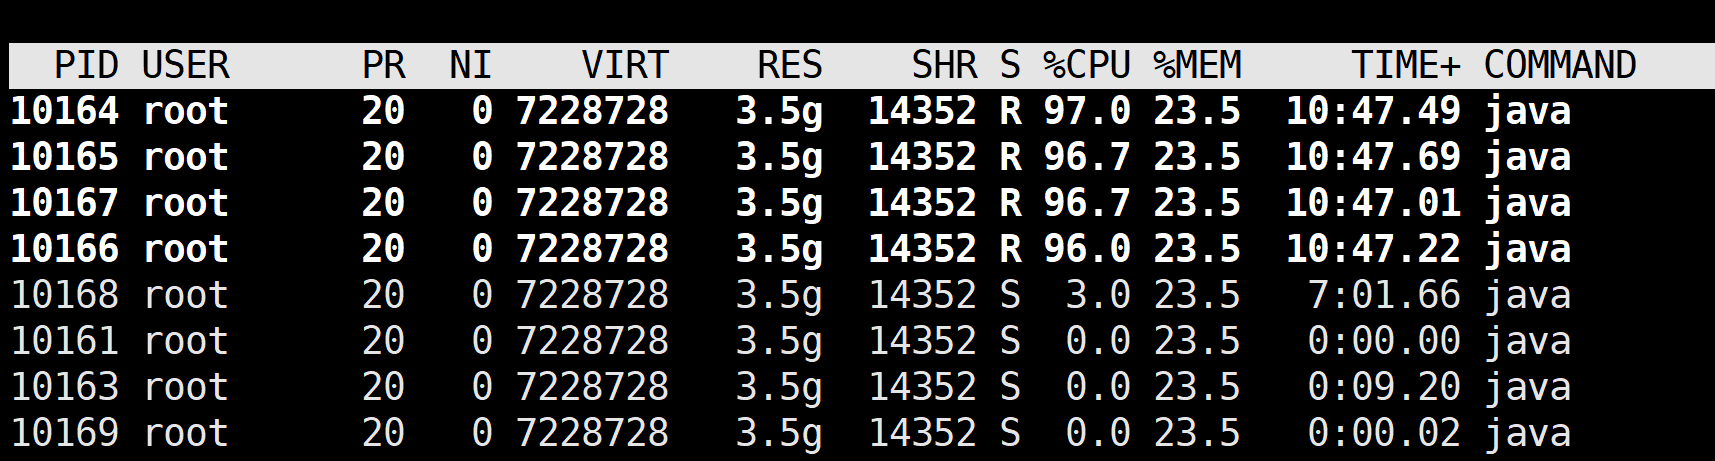 PID USER PR NI VIRT RES SHR S %CPU %MEM TIME+ COMMAND
10164 root 20 0 7228728 3.5g 14352 R 97.0 23.5 10:47.49 java
10165 root 20 0 7228728 3.5g 14352 R 96.7 23.5 10:47.69 java
10167 root 20 0 7228728 3.5g 14352 R 96.7 23.5 10:47.01 java
10166 root 20 0 7228728 3.5g 14352 R 96.0 23.5 10:47.22 java
10168 root 20 0 7228728 3.5g 14352 S 3.0 23.5 7:01.66 java
10161 root 20 0 7228728 3.5g 14352 S 0.0 23.5 0:00.00 java
10163 root 20 0 7228728 3.5g 14352 S 0.0 23.5 0:09.20 java
10169 root 20 0 7228728 3.5g 14352 S 0.0 23.5 0:00.02 java